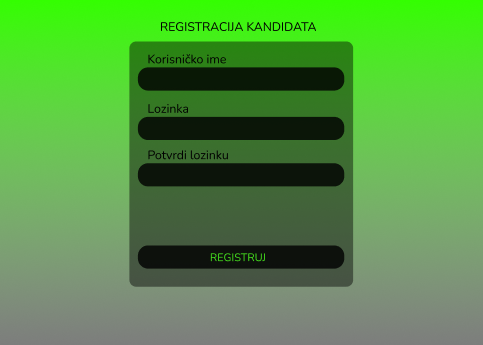 REGISTRACIJA KANDIDATA
Korisničko ime
Lozinka
Potvrdi lozinku
REGISTRUJ